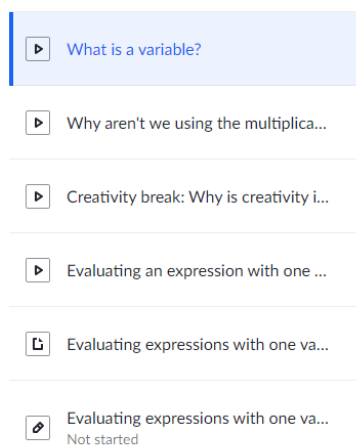 What is a variable?
Why aren't we using the multiplica...
Creativity break: Why is creativity i...
Evaluating an expression with one ...
Evaluating expressions with one va...
Evaluating expressions with one va...
Not started